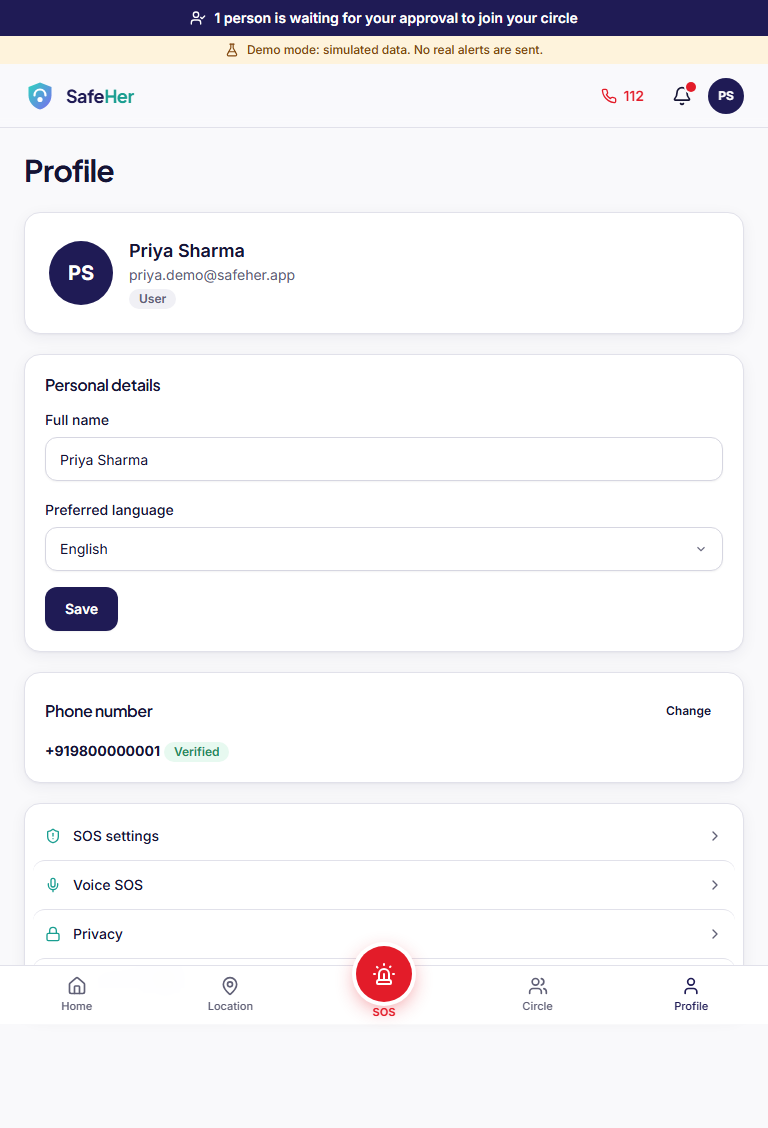 1 person is waiting for your approval to join your circle
Demo mode: simulated data. No real alerts are sent.
SafeHer
112
PS
Profile
PS
Priya Sharma
priya.demo@safeher.app
User
Personal details
Full name
Priya Sharma
Preferred language
English
Save
Phone number
Change
+919800000001 Verified
SOS settings
Voice SOS
Privacy
Home
Location
SOS
Circle
Profile